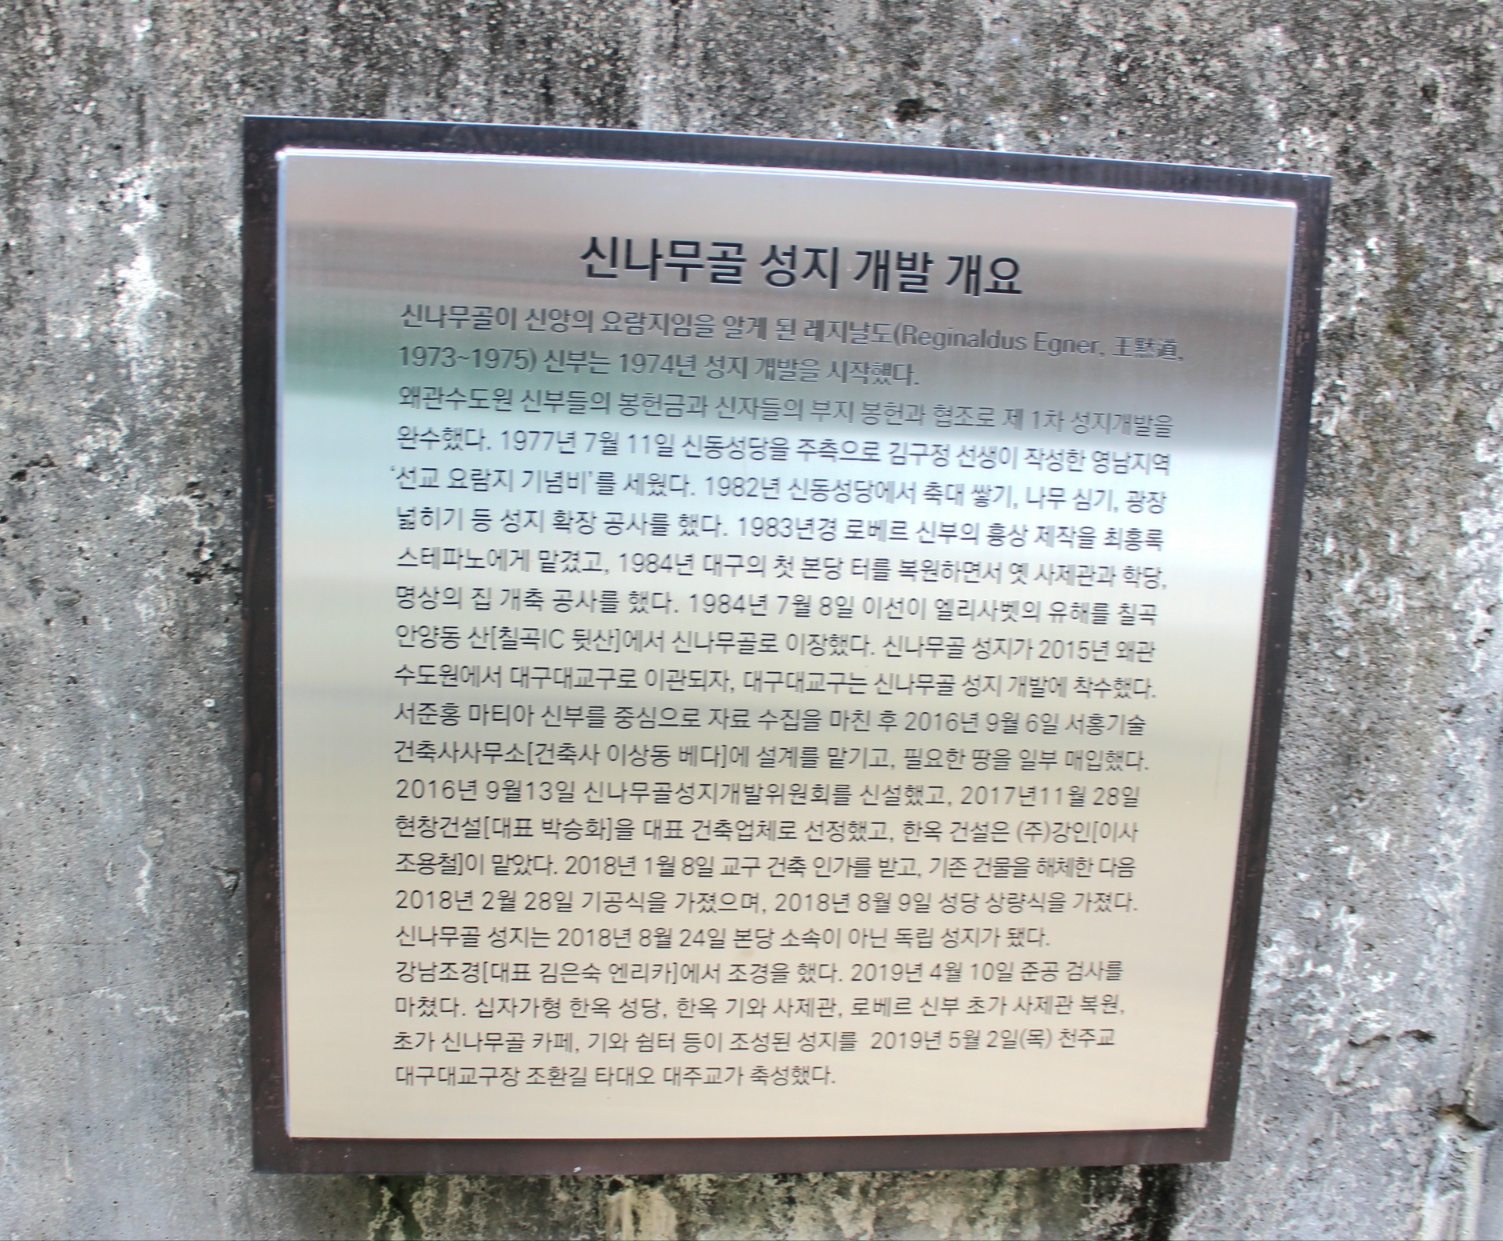 신나무골 성지 개발 개요
신나무골이 신앙의 요람지임을 알게 된 레지날도(Reginaldus Egner, 王默道,
1973~1975) 신부는 1974년 성지 개발을 시작했다.
왜관수도원 신부들의 봉헌금과 신자들의 부지 봉헌과 협조로 제 1차 성지개발을
완수했다. 1977년 7월 11일 신동성당을 주축으로 김구정 선생이 작성한 영남지역
‘선교 요람지 기념비’를 세웠다. 1982년 신동성당에서 축대 쌓기, 나무 심기, 광장
넓히기 등 성지 확장 공사를 했다. 1983년경 로베르 신부의 흉상 제작을 최홍록
스테파노에게 맡겼고, 1984년 대구의 첫 본당 터를 복원하면서 옛 사제관과 학당,
명상의 집 개축 공사를 했다. 1984년 7월 8일 이선이 엘리사벳의 유해를 칠곡
안양동 산[칠곡IC 뒷산]에서 신나무골로 이장했다. 신나무골 성지가 2015년 왜관
수도원에서 대구대교구로 이관되자, 대구대교구는 신나무골 성지 개발에 착수했다.
서준홍 마티아 신부를 중심으로 자료 수집을 마친 후 2016년 9월 6일 서홍기술
건축사사무소[건축사 이상동 베다]에 설계를 맡기고, 필요한 땅을 일부 매입했다.
2016년 9월13일 신나무골성지개발위원회를 신설했고, 2017년11월 28일
현창건설[대표 박승화]을 대표 건축업체로 선정했고, 한옥 건설은 (주)강인[이사
조용철]이 맡았다. 2018년 1월 8일 교구 건축 인가를 받고, 기존 건물을 해체한 다음
2018년 2월 28일 기공식을 가졌으며, 2018년 8월 9일 성당 상량식을 가졌다.
신나무골 성지는 2018년 8월 24일 본당 소속이 아닌 독립 성지가 됐다.
강남조경[대표 김은숙 엔리카]에서 조경을 했다. 2019년 4월 10일 준공 검사를
마쳤다. 십자가형 한옥 성당, 한옥 기와 사제관, 로베르 신부 초가 사제관 복원,
초가 신나무골 카페, 기와 쉼터 등이 조성된 성지를 2019년 5월 2일(목) 천주교
대구대교구장 조환길 타대오 대주교가 축성했다.